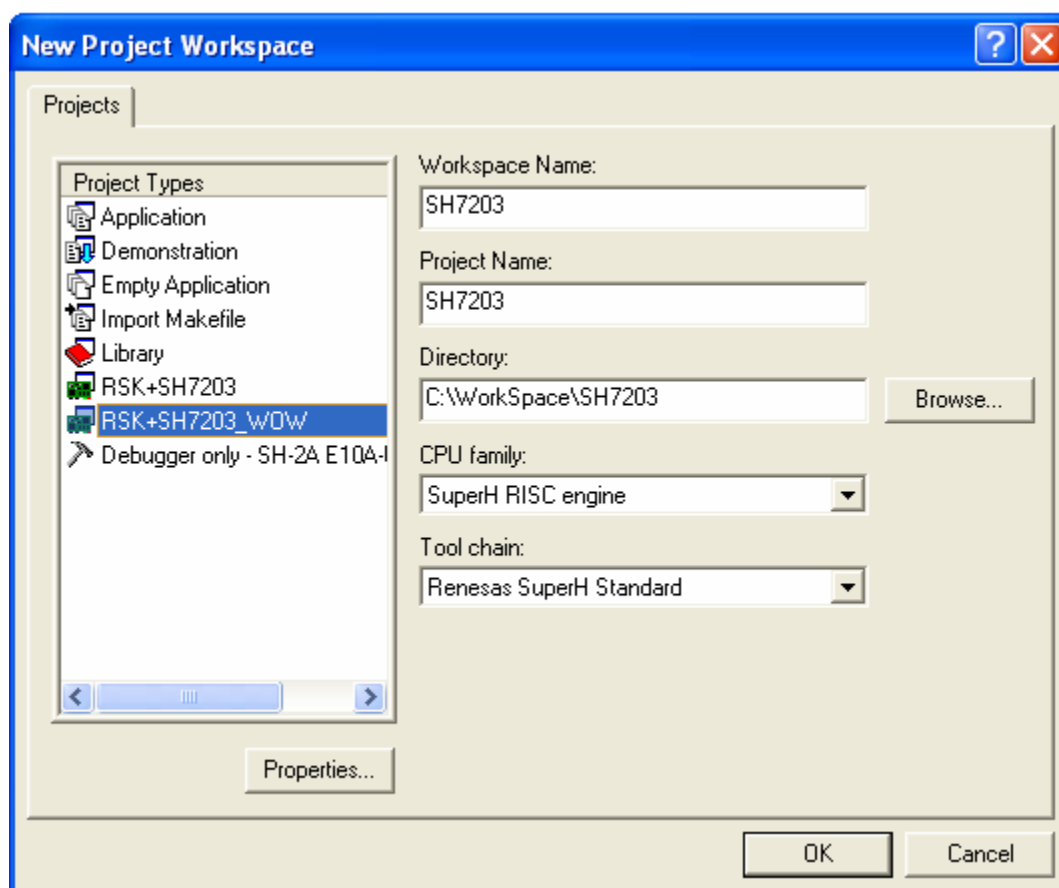 New Project Workspace
Projects
Project Types
Application
Demonstration
Empty Application
Import Makefile
Library
RSK+SH7203
RSK+SH7203_WOW
Debugger only - SH-2A E10A-
Workspace Name:
SH7203
Project Name:
SH7203
Directory:
C:\WorkSpace\SH7203
Browse...
CPU family:
SuperH RISC engine
Tool chain:
Renesas SuperH Standard
Properties...
OK
Cancel